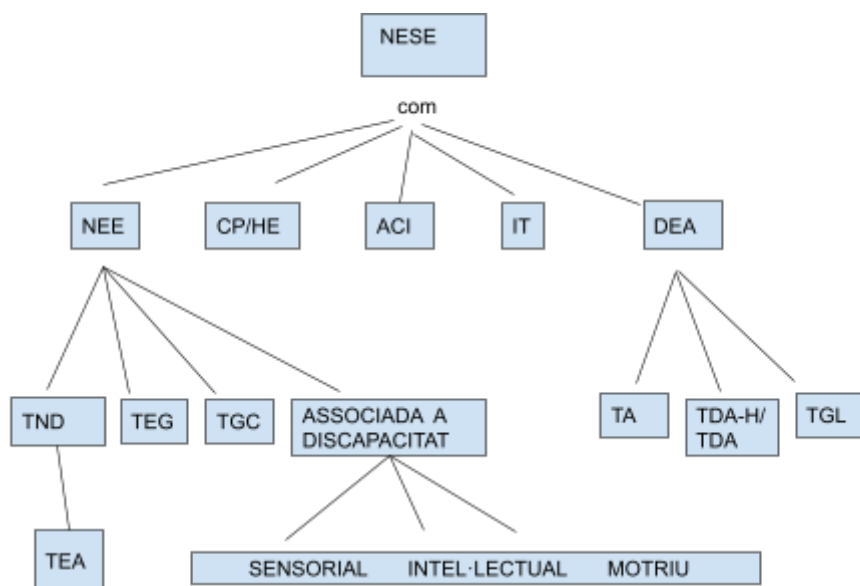 NESE
com
NEE
CP/HE
ACI
IT
DEA
TND
TEG
TGC
ASSOCIADA A
DISCAPACITAT
TA
TDA-H/
TDA
TGL
TEA
SENSORIAL INTEL·LECTUAL MOTRIU